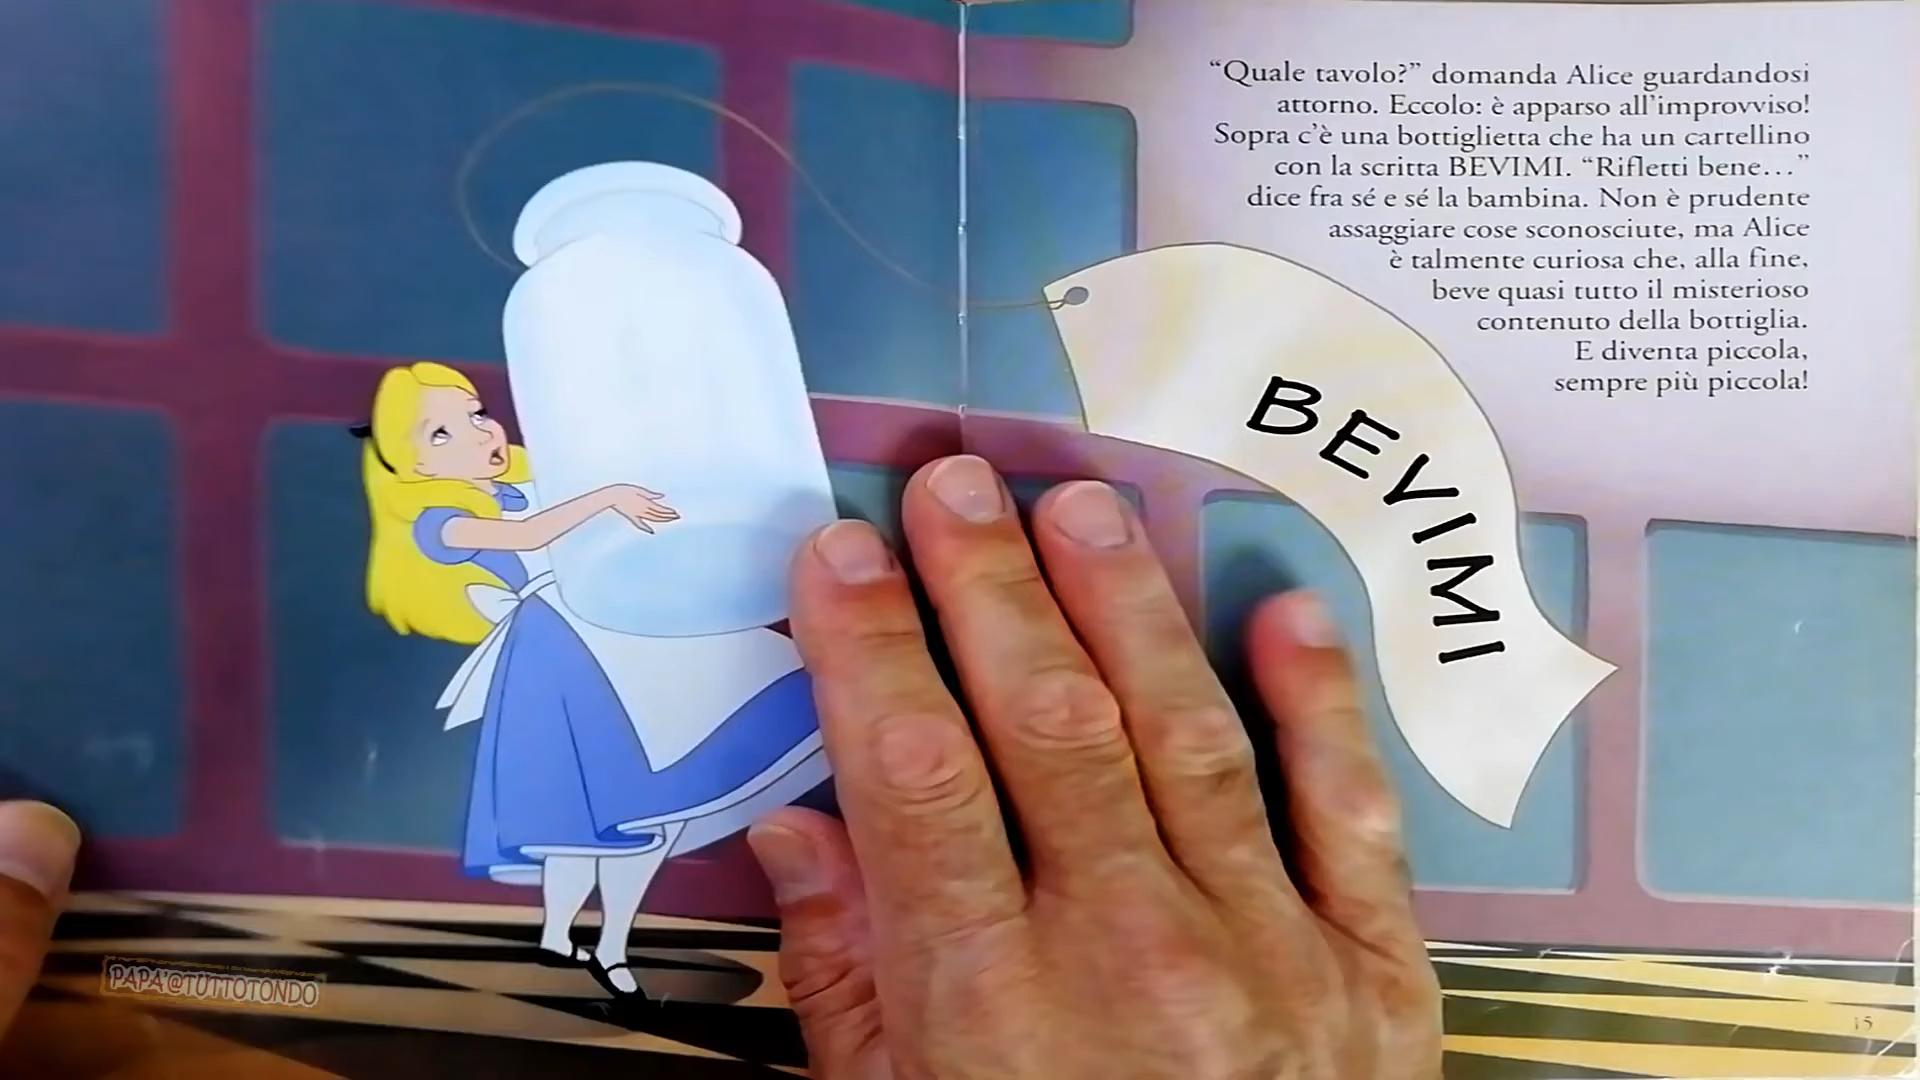 “Quale tavolo?” domanda Alice guardandosi
attorno. Eccolo: è apparso all’improvviso!
Sopra c’è una bottiglietta che ha un cartellino
con la scritta BEVIMI. “Rifletti bene…”
dice fra sé e sé la bambina. Non è prudente
assaggiare cose sconosciute, ma Alice
è talmente curiosa che, alla fine,
beve quasi tutto il misterioso
contenuto della bottiglia.
E diventa piccola,
sempre più piccola!
BEVIMI
PAPA'@TUTTOTONDO
15